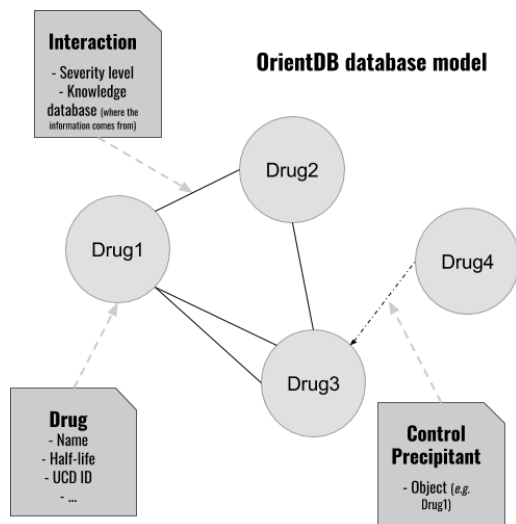 Interaction
- Severity level
- Knowledge
database (where the
information comes from)
OrientDB database model
Drug2
Drug1
Drug4
Drug3
Drug
- Name
- Half-life
- UCD ID
- ...
Control
Precipitant
- Object (e.g.
Drug1)